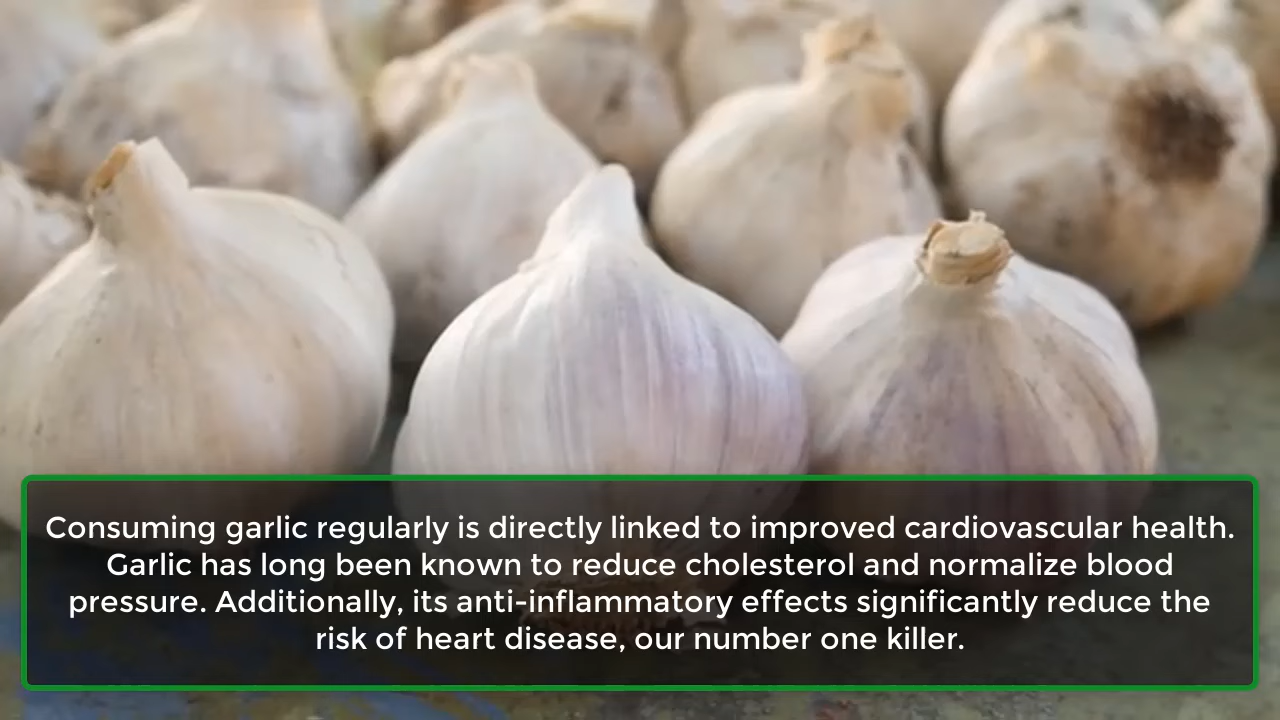 Consuming garlic regularly is directly linked to improved cardiovascular health.
Garlic has long been known to reduce cholesterol and normalize blood
pressure. Additionally, its anti-inflammatory effects significantly reduce the
risk of heart disease, our number one killer.